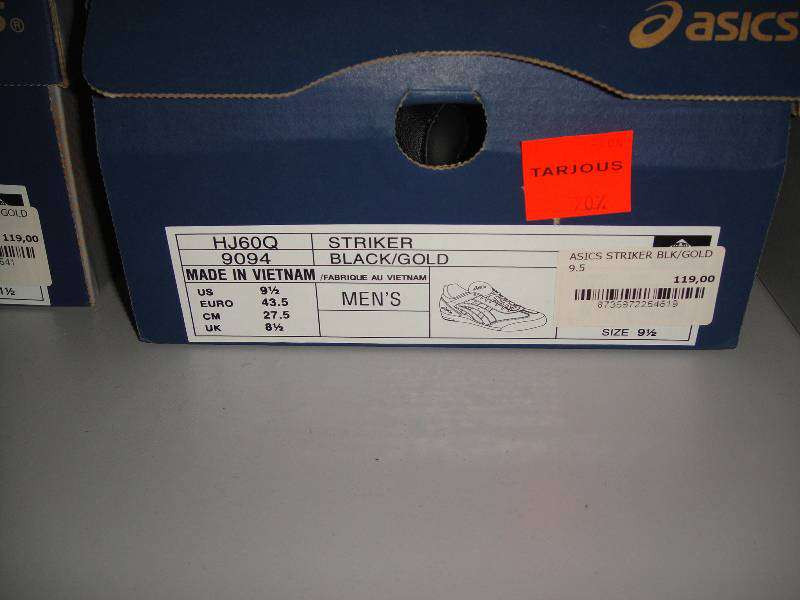 asics
TARJOUS
70%
HJ60Q STRIKER
9094 BLACK/GOLD
MADE IN VIETNAM /FABRIQUE AU VIETNAM
US 9½
EURO 43.5
CM 27.5
UK 8½
MEN'S
ASICS STRIKER BLK/GOLD
9.5
119,00
SIZE 9½
/GOLD
119,00